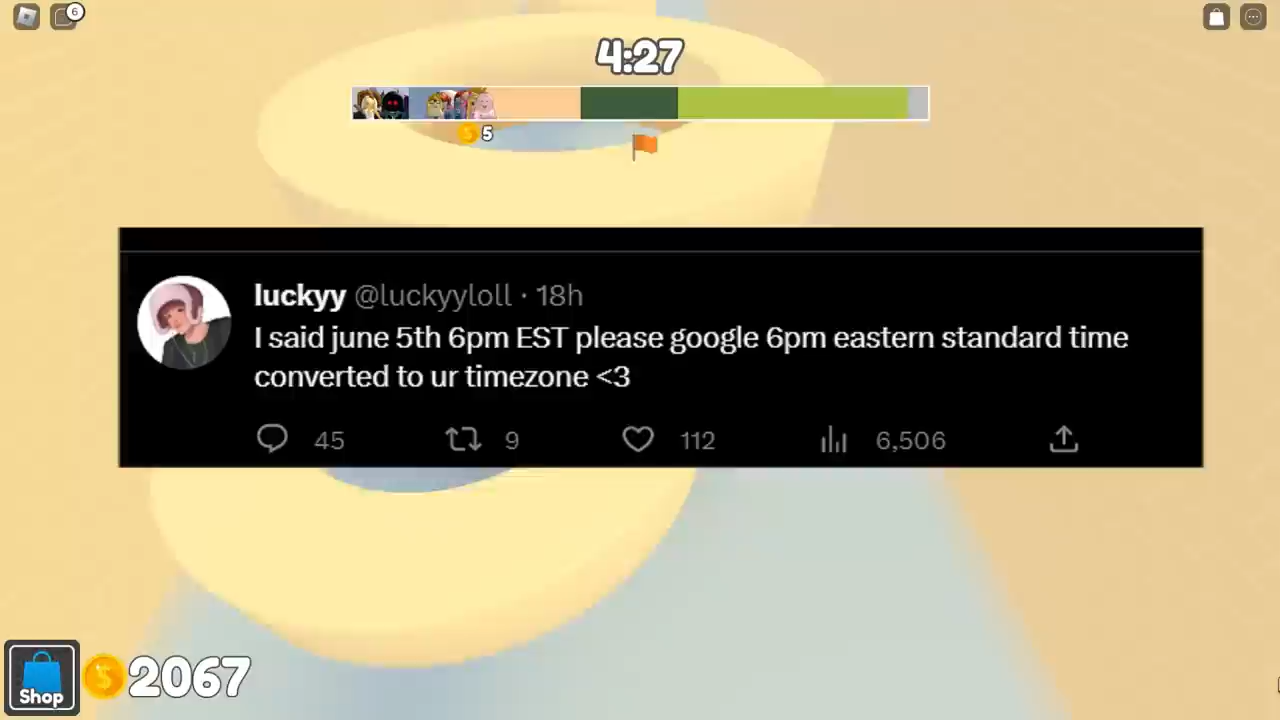 6
4:27
5
luckyy @luckyyloll · 18h
I said june 5th 6pm EST please google 6pm eastern standard time
converted to ur timezone <3
45 9 112 6,506
Shop
2067